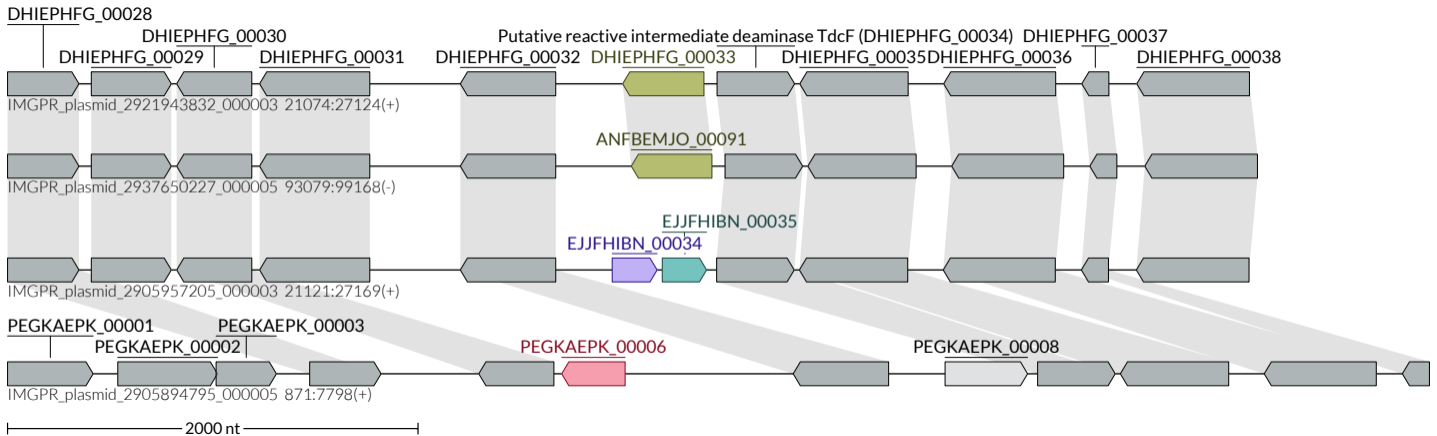 DHIEPHFG_00028
DHIEPHFG_00030 Putative reactive intermediate deaminase TdcF (DHIEPHFG_00034) DHIEPHFG_00037
DHIEPHFG_00029 DHIEPHFG_00031 DHIEPHFG_00032 DHIEPHFG_00033 DHIEPHFG_00035 DHIEPHFG_00036 DHIEPHFG_00038
IMGPR_plasmid_2921943832_000003 21074:27124(+)
ANFBEMJO_00091
IMGPR_plasmid_2937650227_000005 93079:99168(-)
EJJFHIBN_00035
EJJFHIBN_00034
IMGPR_plasmid_2905957205_000003 21121:27169(+)
PEGKAEPK_00001 PEGKAEPK_00003
PEGKAEPK_00002 PEGKAEPK_00006 PEGKAEPK_00008
IMGPR_plasmid_2905894795_000005 871:7798(+)
2000 nt